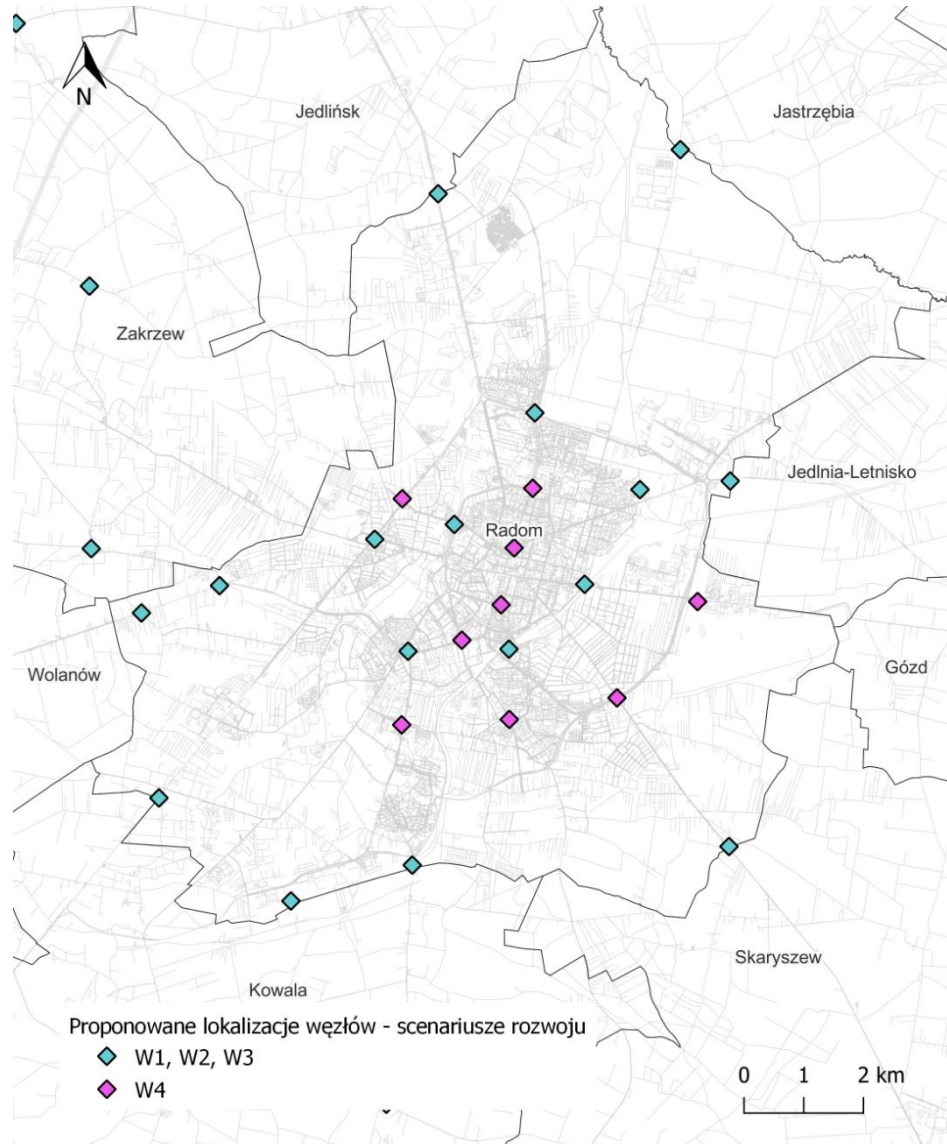 N
Jedlińsk
Jastrzębia
Zakrzew
Jedlnia-Letnisko
Radom
Wolanów
Gózd
Skaryszew
Kowala
Proponowane lokalizacje węzłów - scenariusze rozwoju
W1, W2, W3
W4
0 1 2 km